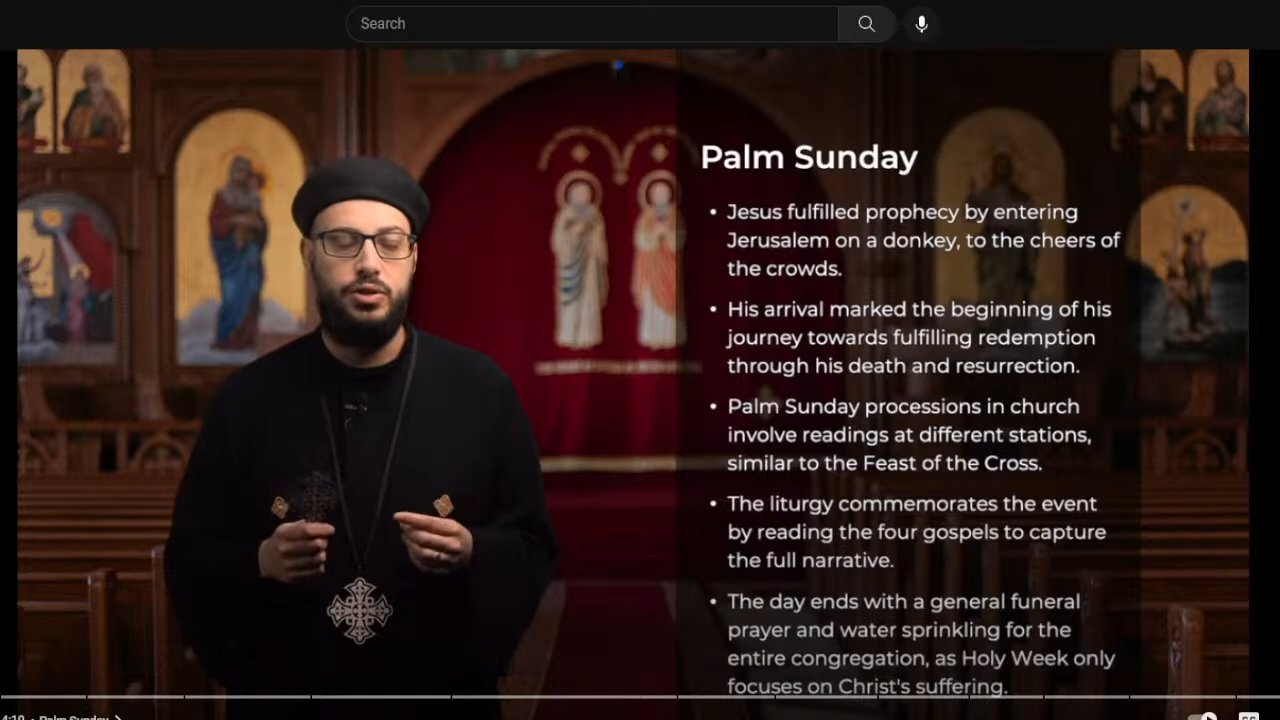 Search
Palm Sunday
• Jesus fulfilled prophecy by entering
Jerusalem on a donkey, to the cheers of
the crowds.
• His arrival marked the beginning of his
journey towards fulfilling redemption
through his death and resurrection.
• Palm Sunday processions in church
involve readings at different stations,
similar to the Feast of the Cross.
• The liturgy commemorates the event
by reading the four gospels to capture
the full narrative.
• The day ends with a general funeral
prayer and water sprinkling for the
entire congregation, as Holy Week only
focuses on Christ's suffering.
• Palm Sunday